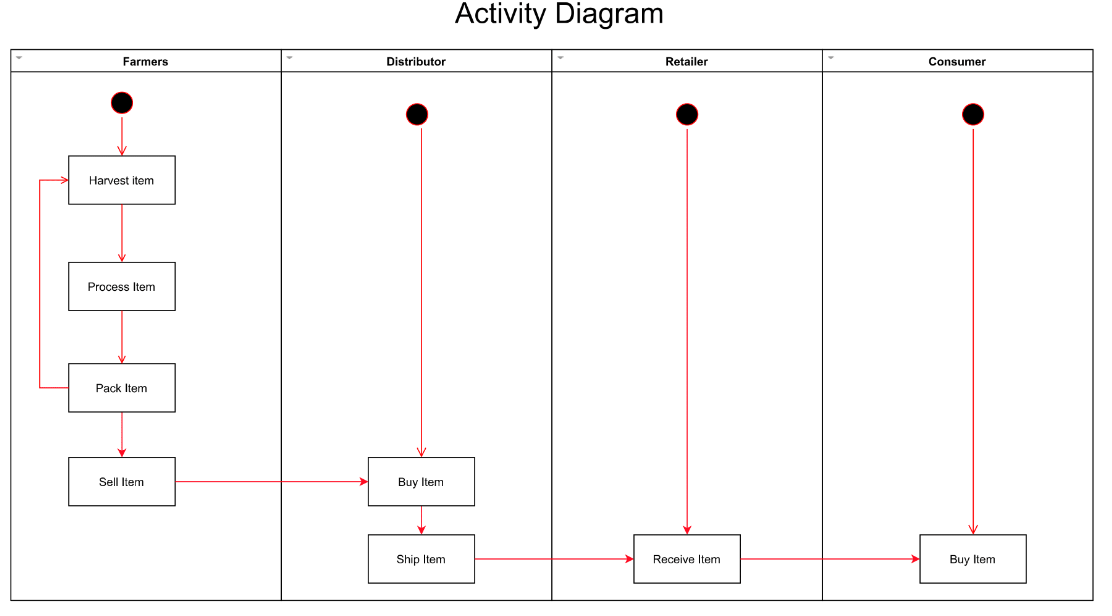 Activity Diagram
Farmers
Distributor
Retailer
Consumer
Harvest item
Process Item
Pack Item
Sell Item
Buy Item
Ship Item
Receive Item
Buy Item